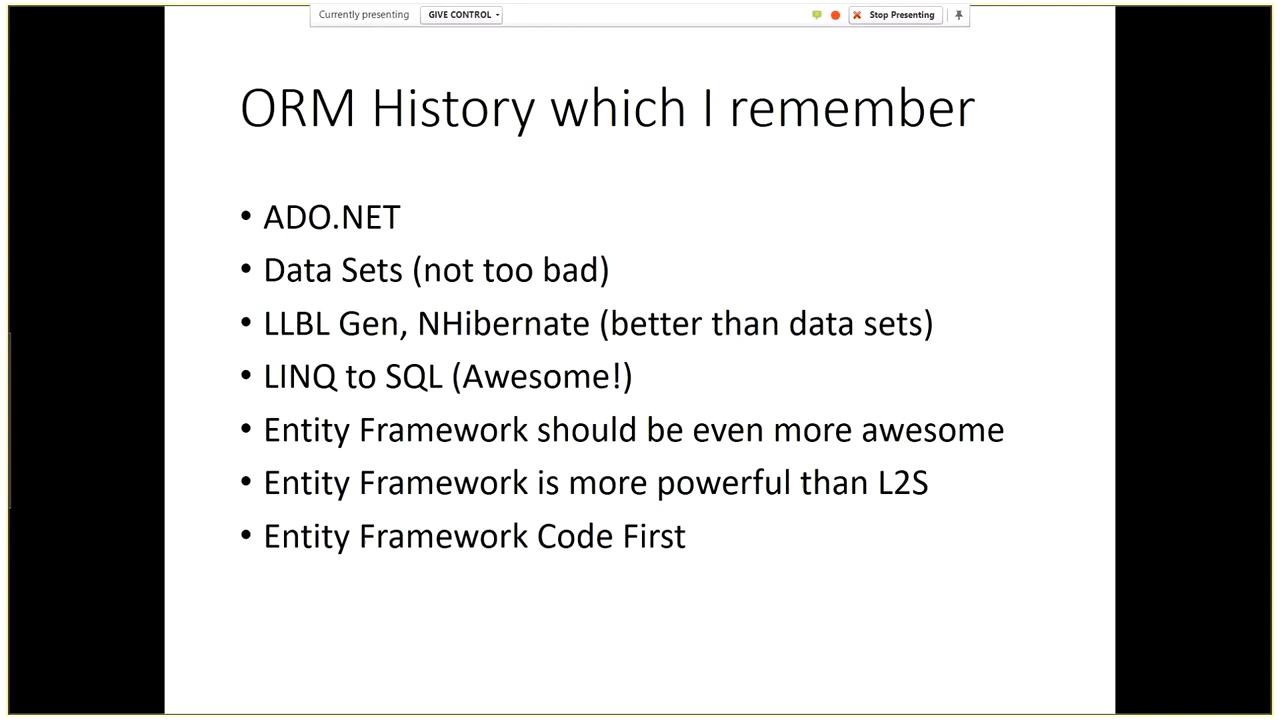 Currently presenting GIVE CONTROL Stop Presenting
ORM History which I remember
• ADO.NET
• Data Sets (not too bad)
• LLBL Gen, NHibernate (better than data sets)
• LINQ to SQL (Awesome!)
• Entity Framework should be even more awesome
• Entity Framework is more powerful than L2S
• Entity Framework Code First